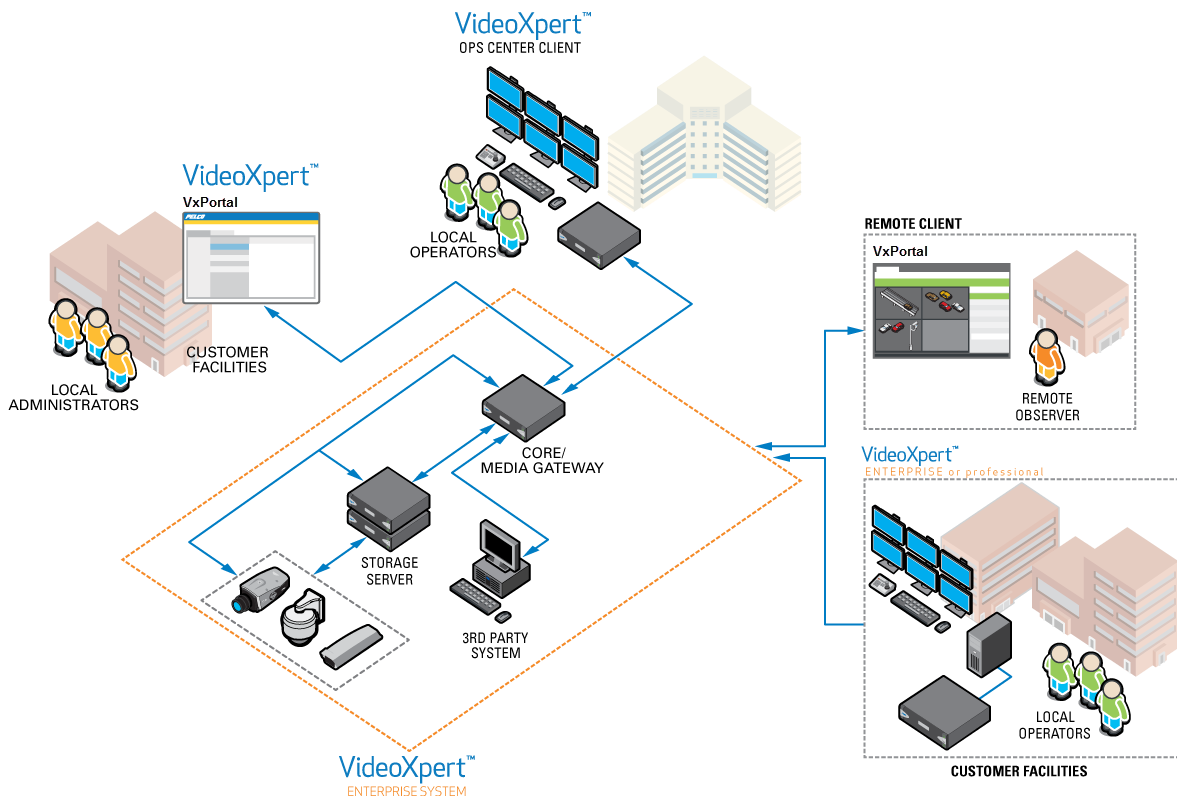 VideoXpert™
OPS CENTER CLIENT
VideoXpert™
VxPortal
PELCO
LOCAL
OPERATORS
REMOTE CLIENT
VxPortal
CUSTOMER
FACILITIES
LOCAL
ADMINISTRATORS
REMOTE
OBSERVER
CORE/
MEDIA GATEWAY
VideoXpert™
ENTERPRISE or professional
STORAGE
SERVER
3RD PARTY
SYSTEM
LOCAL
OPERATORS
CUSTOMER FACILITIES
VideoXpert™
ENTERPRISE SYSTEM